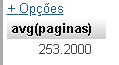 + Opções
avg(paginas)
253.2000